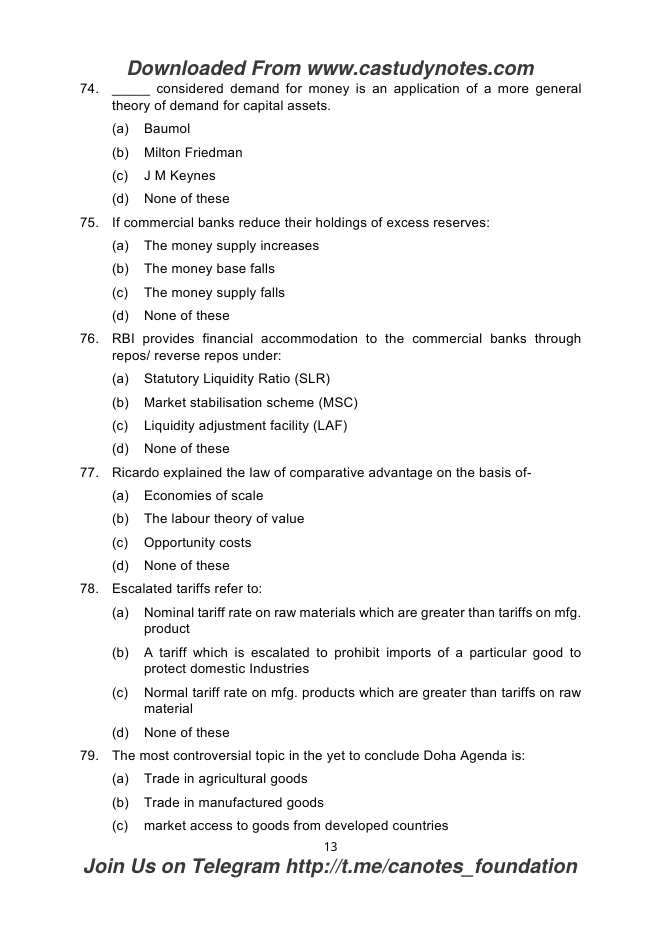 Downloaded From www.castudynotes.com
74. _____ considered demand for money is an application of a more general
theory of demand for capital assets.
(a) Baumol
(b) Milton Friedman
(c) J M Keynes
(d) None of these
75. If commercial banks reduce their holdings of excess reserves:
(a) The money supply increases
(b) The money base falls
(c) The money supply falls
(d) None of these
76. RBI provides financial accommodation to the commercial banks through
repos/ reverse repos under:
(a) Statutory Liquidity Ratio (SLR)
(b) Market stabilisation scheme (MSC)
(c) Liquidity adjustment facility (LAF)
(d) None of these
77. Ricardo explained the law of comparative advantage on the basis of-
(a) Economies of scale
(b) The labour theory of value
(c) Opportunity costs
(d) None of these
78. Escalated tariffs refer to:
(a) Nominal tariff rate on raw materials which are greater than tariffs on mfg.
product
(b) A tariff which is escalated to prohibit imports of a particular good to
protect domestic Industries
(c) Normal tariff rate on mfg. products which are greater than tariffs on raw
material
(d) None of these
79. The most controversial topic in the yet to conclude Doha Agenda is:
(a) Trade in agricultural goods
(b) Trade in manufactured goods
(c) market access to goods from developed countries
13
Join Us on Telegram http://t.me/canotes_foundation